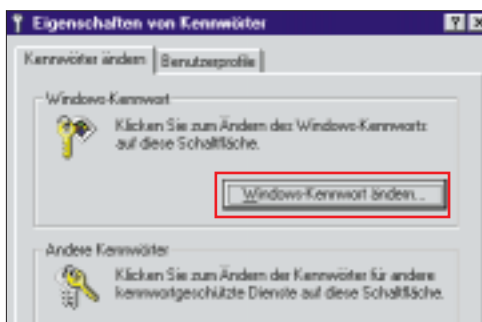 Eigenschaften von Kennwörter
Kennwörter ändern Benutzerprofile
Windows-Kennwort
Klicken Sie zum Ändern des Windows-Kennworts
auf diese Schaltfläche.
Windows-Kennwort ändern...
Andere Kennwörter
Klicken Sie zum Ändern der Kennwörter für andere
kennwortgeschützte Dienste auf diese Schaltfläche.